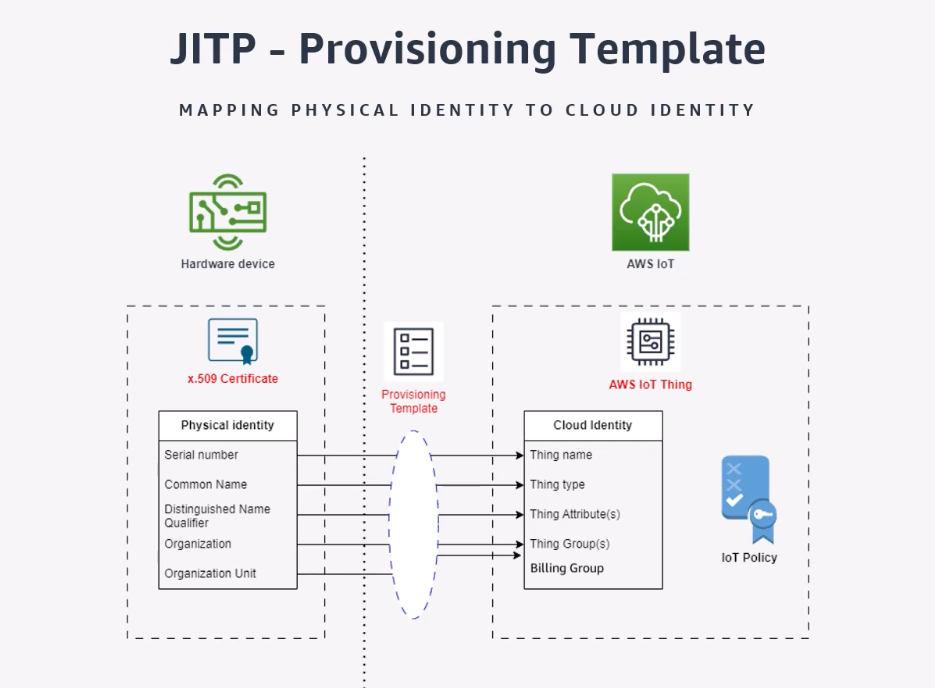 JITP - Provisioning Template
MAPPING PHYSICAL IDENTITY TO CLOUD IDENTITY
Hardware device
AWS IoT
x.509 Certificate
Provisioning
Template
AWS IoT Thing
Physical identity
Serial number
Common Name
Distinguished Name
Qualifier
Organization
Organization Unit
Cloud Identity
Thing name
Thing type
Thing Attribute(s)
Thing Group(s)
Billing Group
IoT Policy